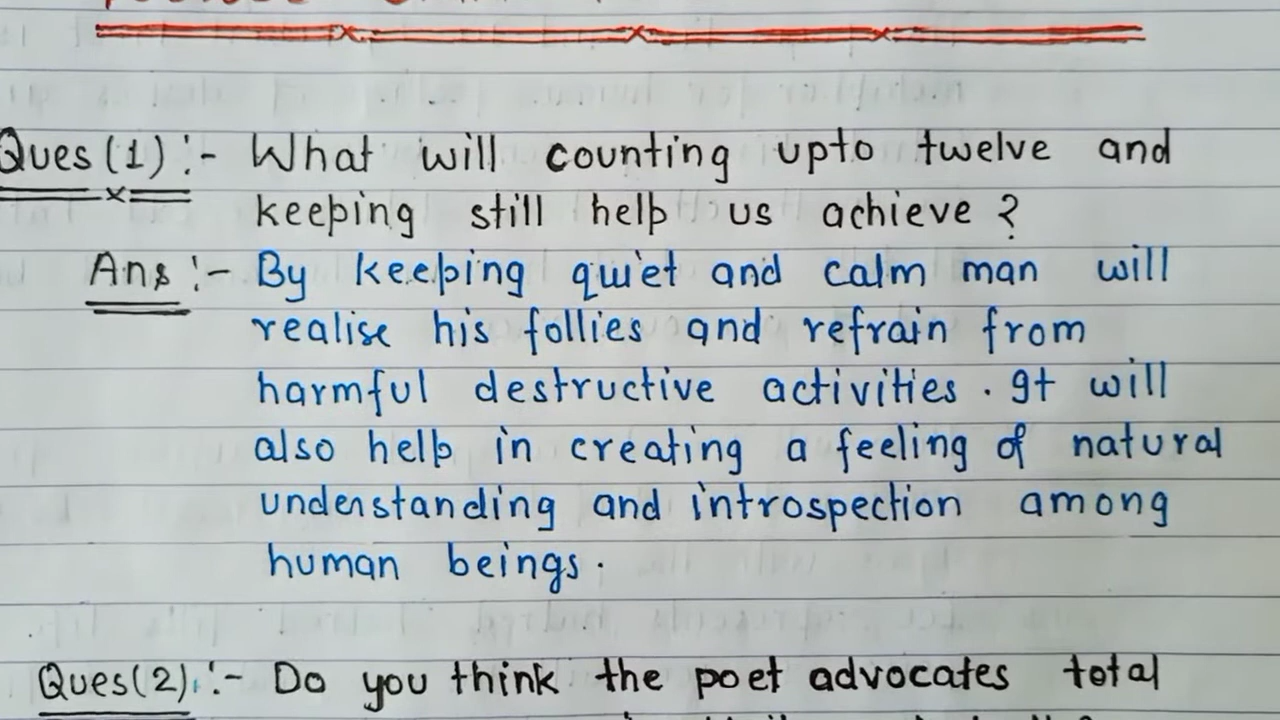 Ques (1) :- What will counting upto twelve and
keeping still help us achieve ?
Ans :- By keeping quiet and calm man will
realise his follies and refrain from
harmful destructive activities. It will
also help in creating a feeling of natural
understanding and introspection among
human beings.
Ques (2) :- Do you think the poet advocates total